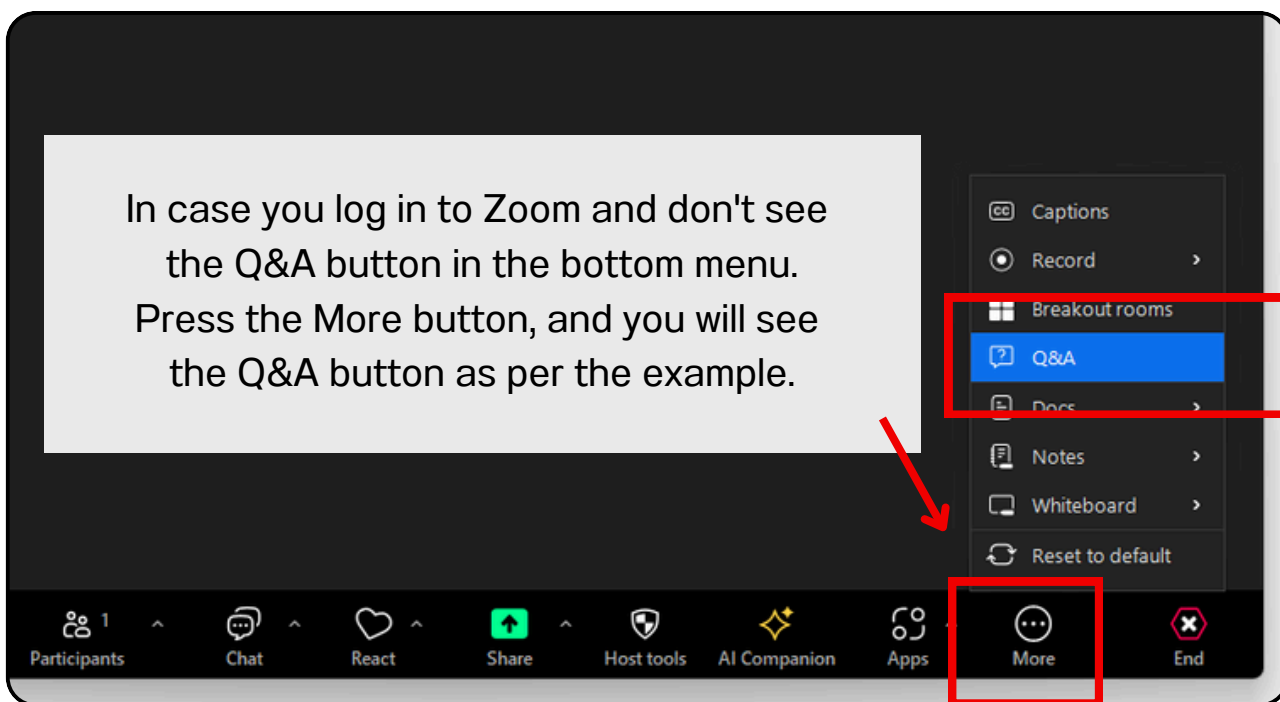 In case you log in to Zoom and don't see
the Q&A button in the bottom menu.
Press the More button, and you will see
the Q&A button as per the example.
CC Captions
Record
Breakout rooms
Q&A
Docs
Notes
Whiteboard
Reset to default
1
Participants
Chat
React
Share
Host tools
AI Companion
Apps
More
End